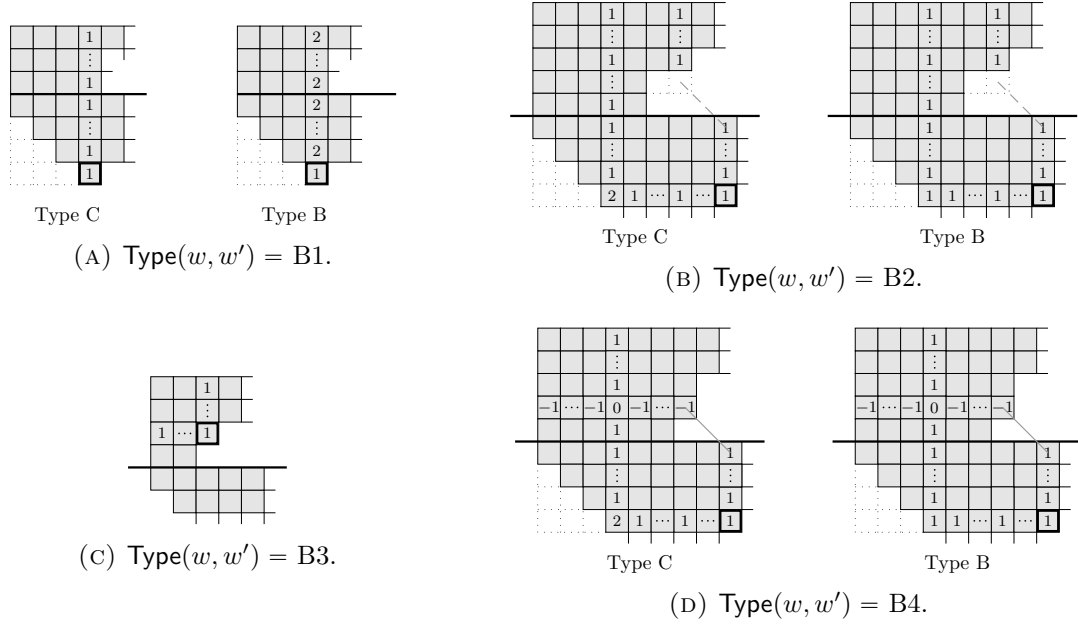 1 2
⋮ ⋮
1 2
1 2
⋮ ⋮
1 2
1 1
Type C Type B
(A) Type(w, w′) = B1.
1 1 1 1
⋮ ⋮ ⋮ ⋮
1 1 1 1
⋮ ⋮
1 1
1 1 1 1
⋮ ⋮ ⋮ ⋮
1 1 1 1
2 1 ⋯ 1 ⋯ 1 1 1 ⋯ 1 ⋯ 1
Type C Type B
(B) Type(w, w′) = B2.
1
⋮
1 ⋯ 1
(C) Type(w, w′) = B3.
1 1
⋮ ⋮
1 1
−1 ⋯ −1 0 −1 ⋯ −1 −1 ⋯ −1 0 −1 ⋯ −1
1 1
1 1 1 1
⋮ ⋮ ⋮ ⋮
1 1 1 1
2 1 ⋯ 1 ⋯ 1 1 1 ⋯ 1 ⋯ 1
Type C Type B
(D) Type(w, w′) = B4.